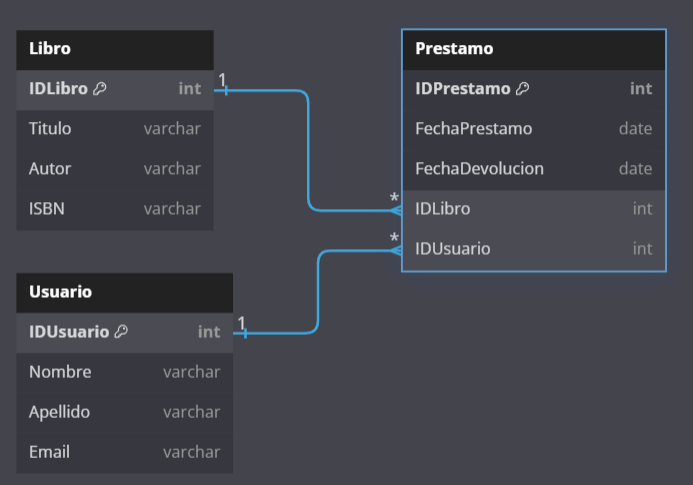 Libro
IDLibro int
Titulo varchar
Autor varchar
ISBN varchar
1
Prestamo
IDPrestamo int
FechaPrestamo date
FechaDevolucion date
* IDLibro int
* IDUsuario int
Usuario
IDUsuario int
Nombre varchar
Apellido varchar
Email varchar
1